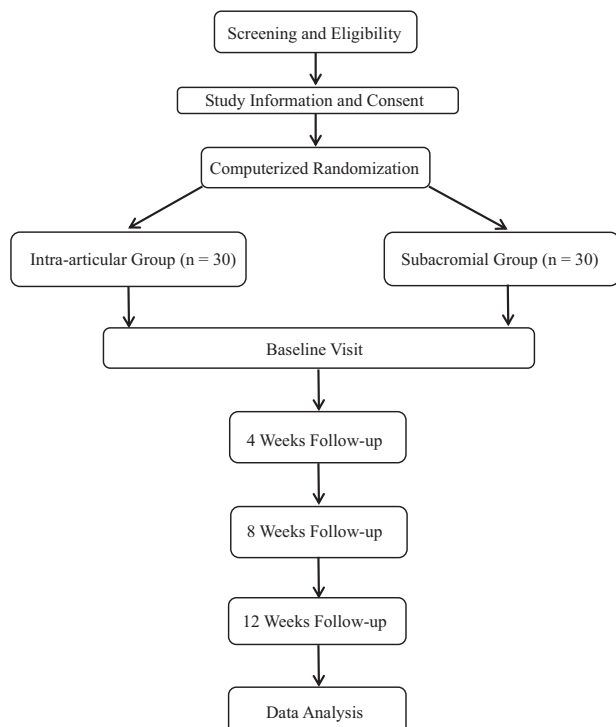 Screening and Eligibility
Study Information and Consent
Computerized Randomization
Intra-articular Group (n = 30)
Subacromial Group (n = 30)
Baseline Visit
4 Weeks Follow-up
8 Weeks Follow-up
12 Weeks Follow-up
Data Analysis